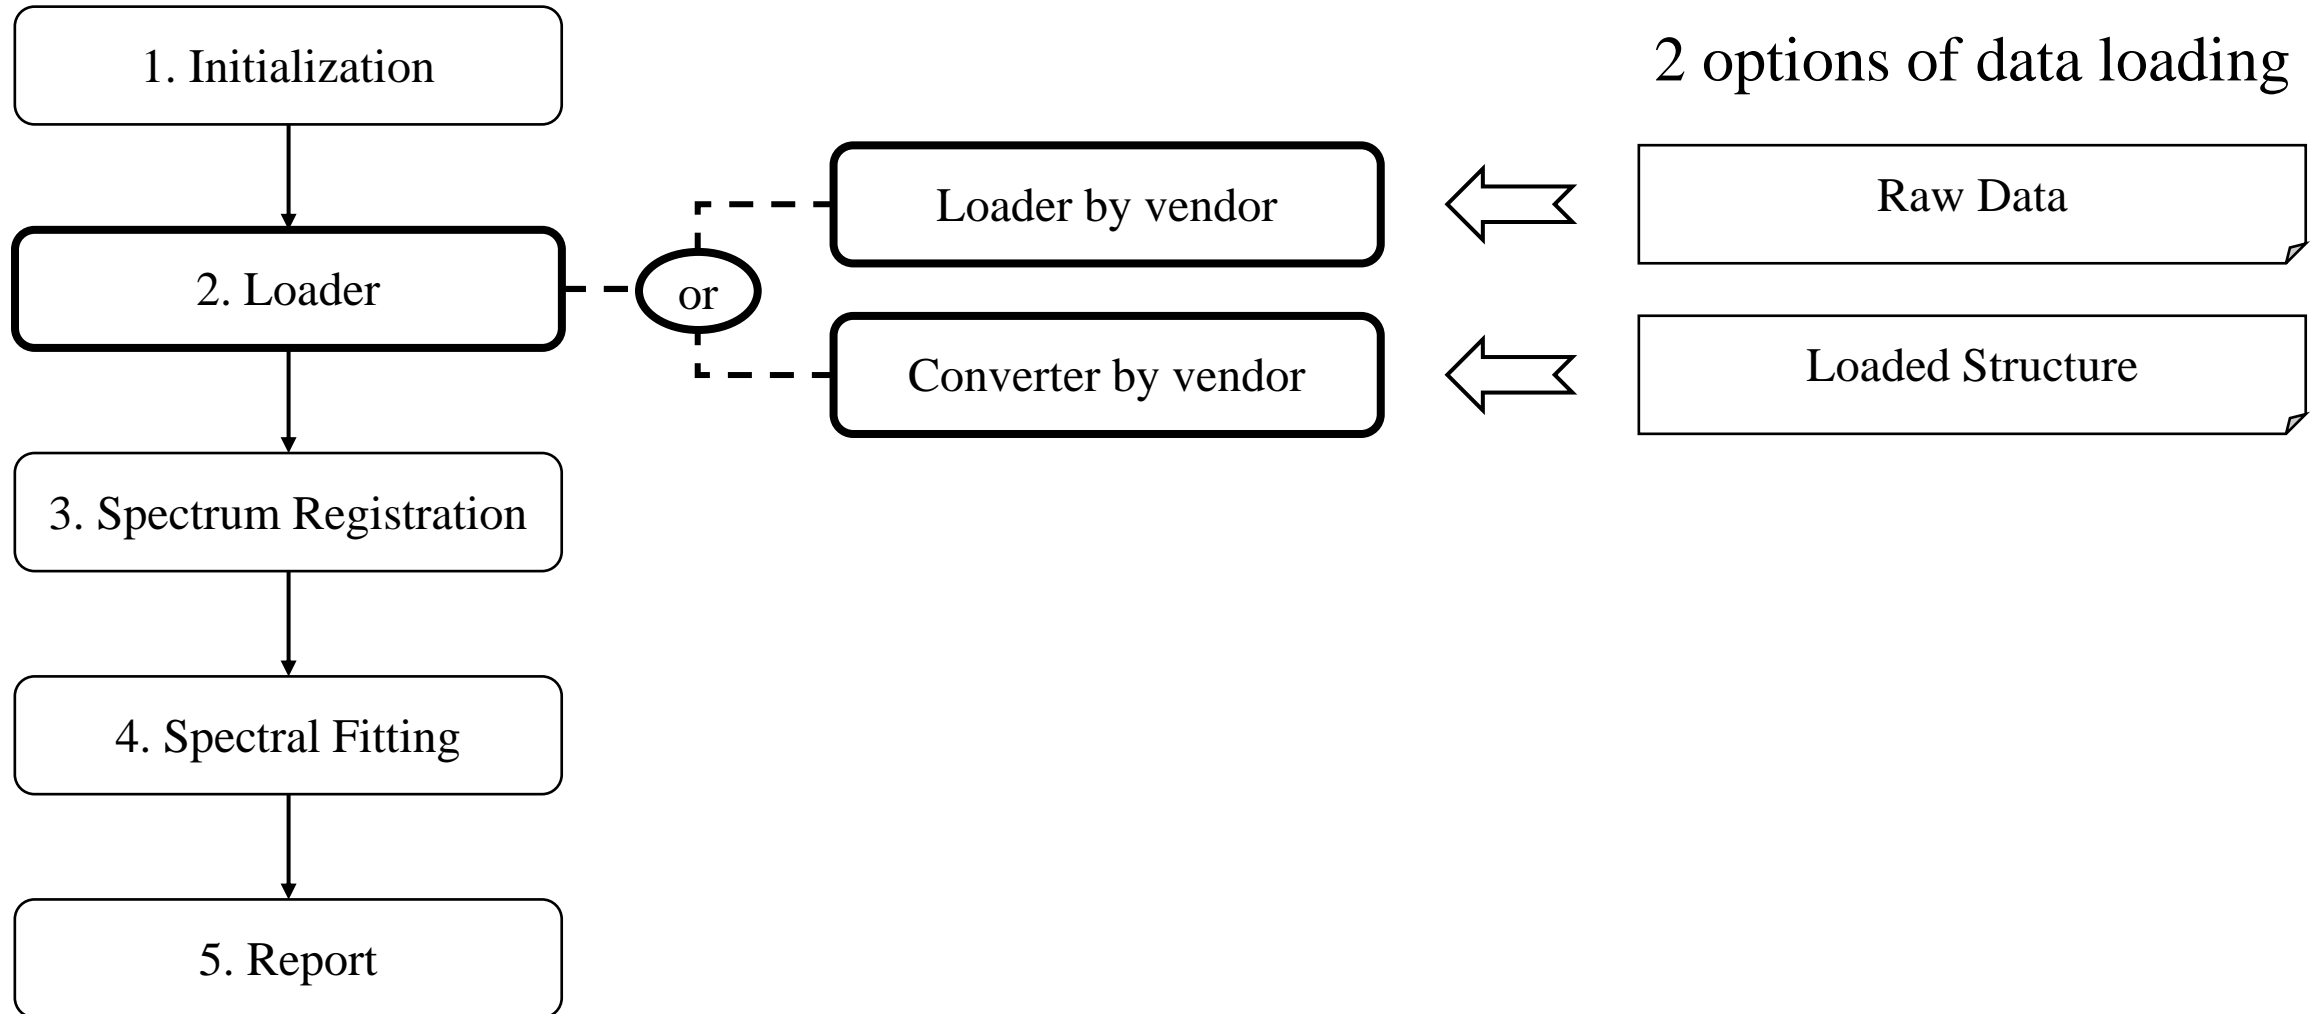 1. Initialization
2 options of data loading
Loader by vendor
Raw Data
2. Loader
or
Converter by vendor
Loaded Structure
3. Spectrum Registration
4. Spectral Fitting
5. Report